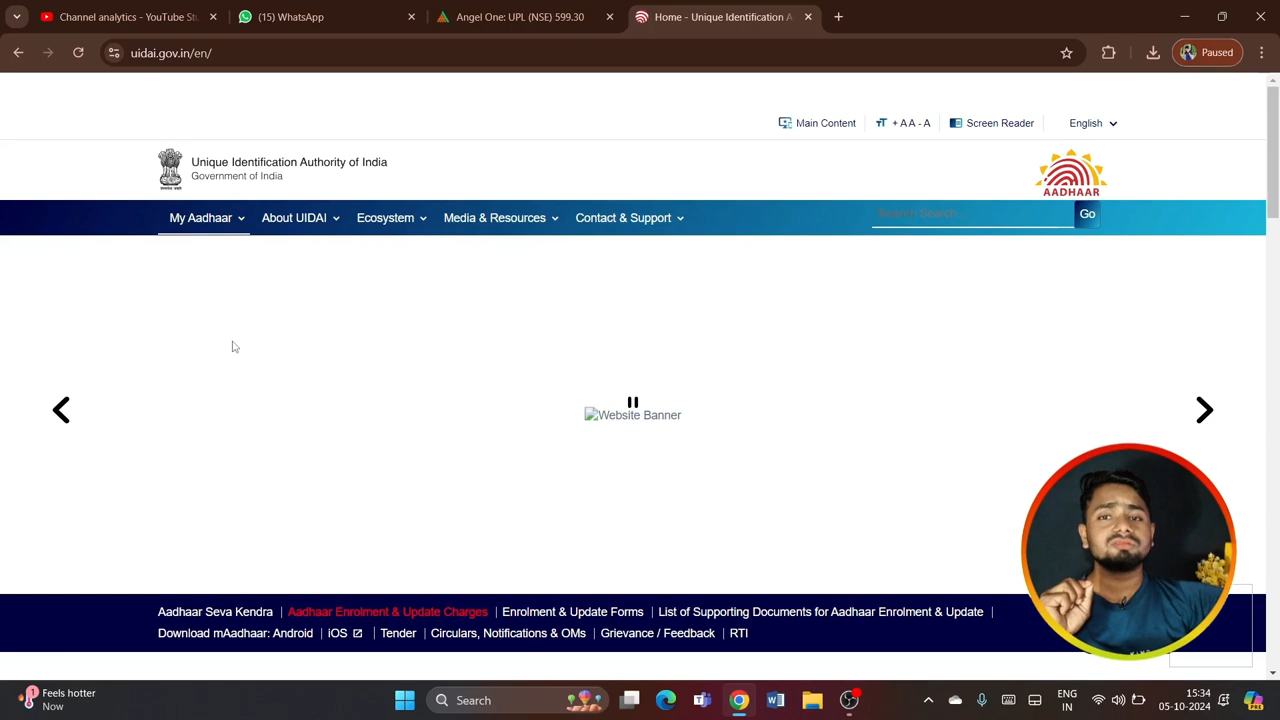 Channel analytics - YouTube St
(15) WhatsApp
Angel One: UPL (NSE) 599.30
Home - Unique Identification A
uidai.gov.in/en/
Paused
Main Content
+ A A - A
Screen Reader
English
Unique Identification Authority of India
Government of India
AADHAAR
My Aadhaar
About UIDAI
Ecosystem
Media & Resources
Contact & Support
Search Search...
Go
Website Banner
Aadhaar Seva Kendra | Aadhaar Enrolment & Update Charges | Enrolment & Update Forms | List of Supporting Documents for Aadhaar Enrolment & Update |
Download mAadhaar: Android | iOS | Tender | Circulars, Notifications & OMs | Grievance / Feedback | RTI
1
Feels hotter
Now
Search
ENG
IN
15:34
05-10-2024